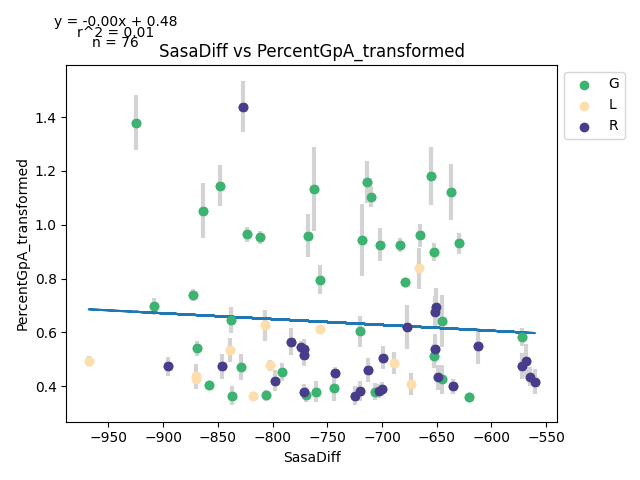 y = -0.00x + 0.48
r^2 = 0.01
n = 76
SasaDiff vs PercentGpA_transformed
G
L
R
PercentGpA_transformed
1.4
1.2
1.0
0.8
0.6
0.4
−950 −900 −850 −800 −750 −700 −650 −600 −550
SasaDiff